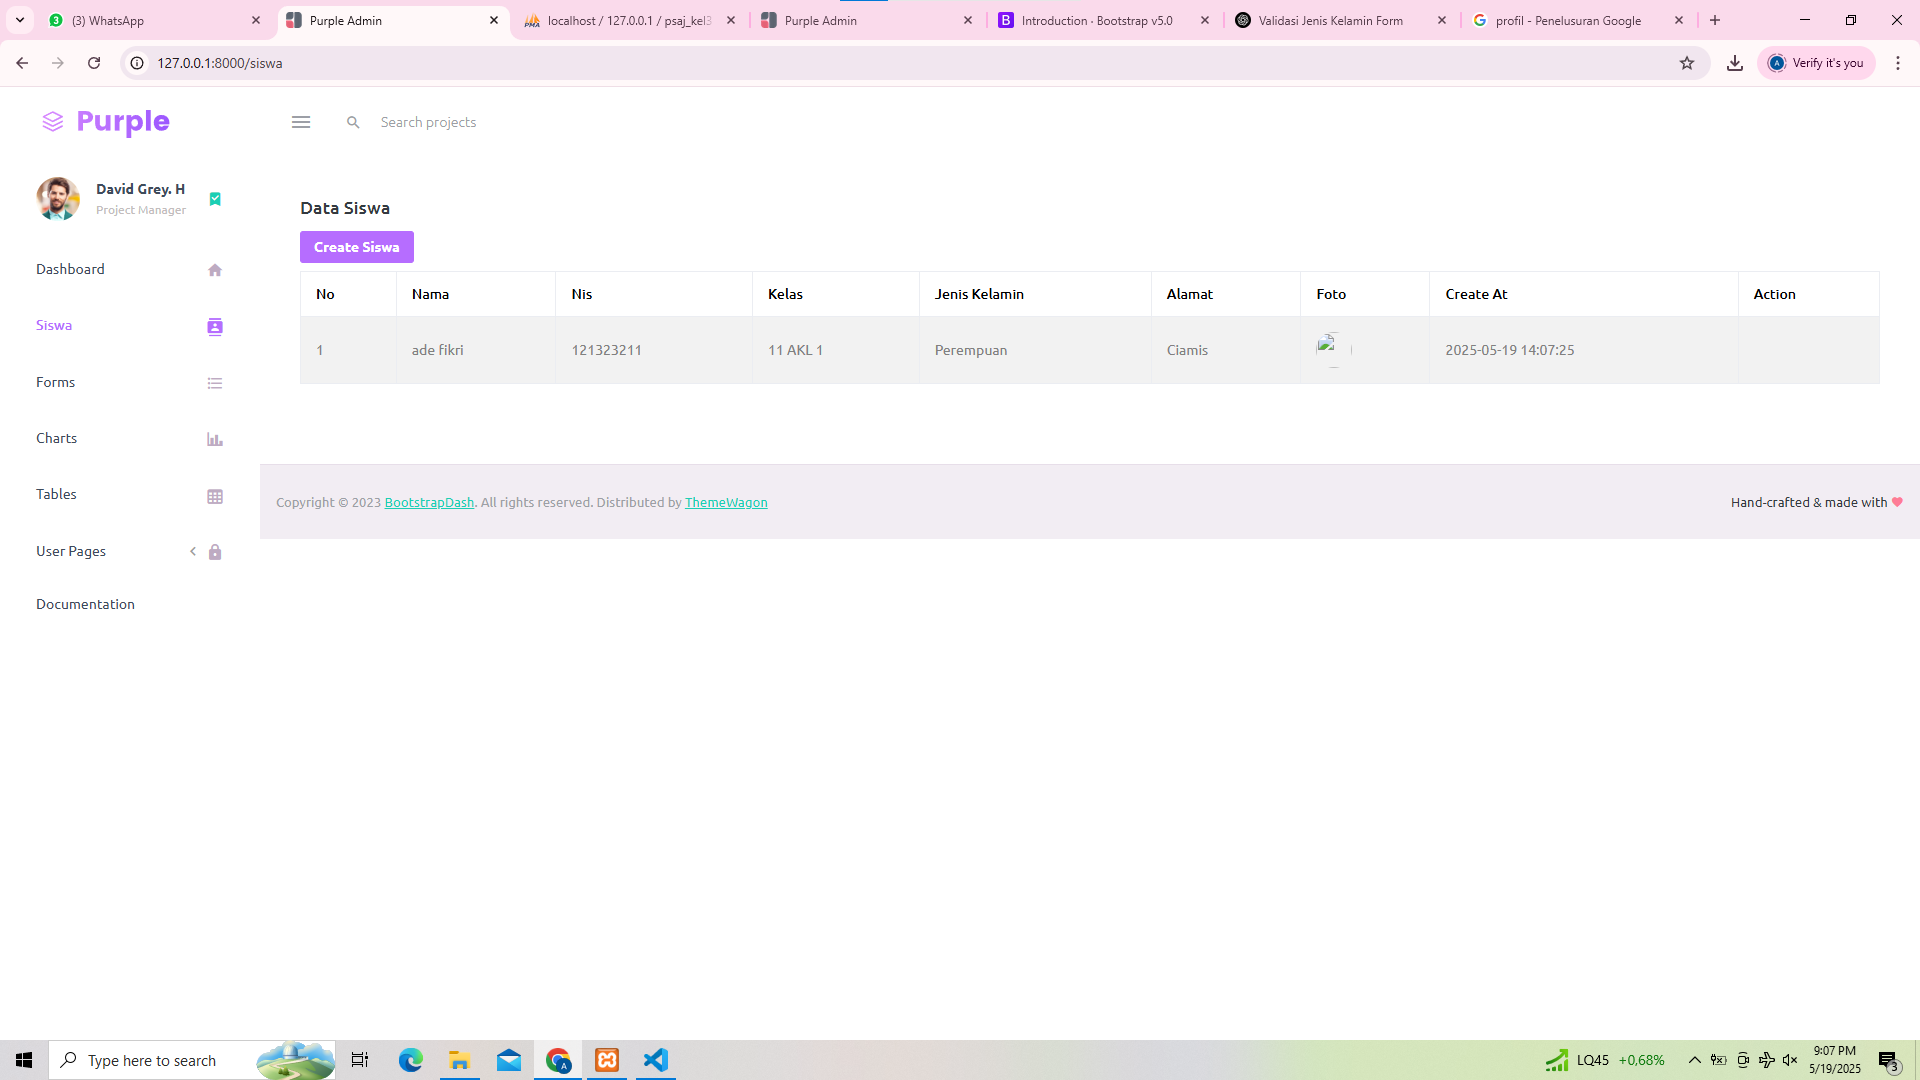 3
(3) WhatsApp
Purple Admin
PMA
localhost / 127.0.0.1 / psaj_kel3
Purple Admin
B
Introduction · Bootstrap v5.0
Validasi Jenis Kelamin Form
profil - Penelusuran Google
127.0.0.1:8000/siswa
A
Verify it's you
Purple
Search projects
David Grey. H
Project Manager
Data Siswa
Create Siswa
Dashboard
Siswa
Forms
Charts
Tables
User Pages
Documentation
No Nama Nis Kelas Jenis Kelamin Alamat Foto Create At Action
1 ade fikri 121323211 11 AKL 1 Perempuan Ciamis 2025-05-19 14:07:25
Copyright © 2023 BootstrapDash. All rights reserved. Distributed by ThemeWagon
Hand-crafted & made with
Type here to search
A
LQ45 +0,68%
9:07 PM
5/19/2025
3